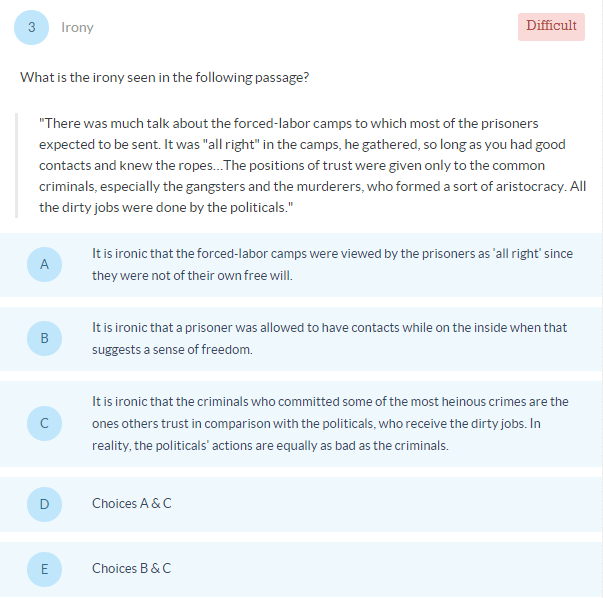 3 Irony Difficult
What is the irony seen in the following passage?
"There was much talk about the forced-labor camps to which most of the prisoners
expected to be sent. It was "all right" in the camps, he gathered, so long as you had good
contacts and knew the ropes...The positions of trust were given only to the common
criminals, especially the gangsters and the murderers, who formed a sort of aristocracy. All
the dirty jobs were done by the politicals."
A It is ironic that the forced-labor camps were viewed by the prisoners as 'all right' since
they were not of their own free will.
B It is ironic that a prisoner was allowed to have contacts while on the inside when that
suggests a sense of freedom.
C It is ironic that the criminals who committed some of the most heinous crimes are the
ones others trust in comparison with the politicals, who receive the dirty jobs. In
reality, the politicals' actions are equally as bad as the criminals.
D Choices A & C
E Choices B & C